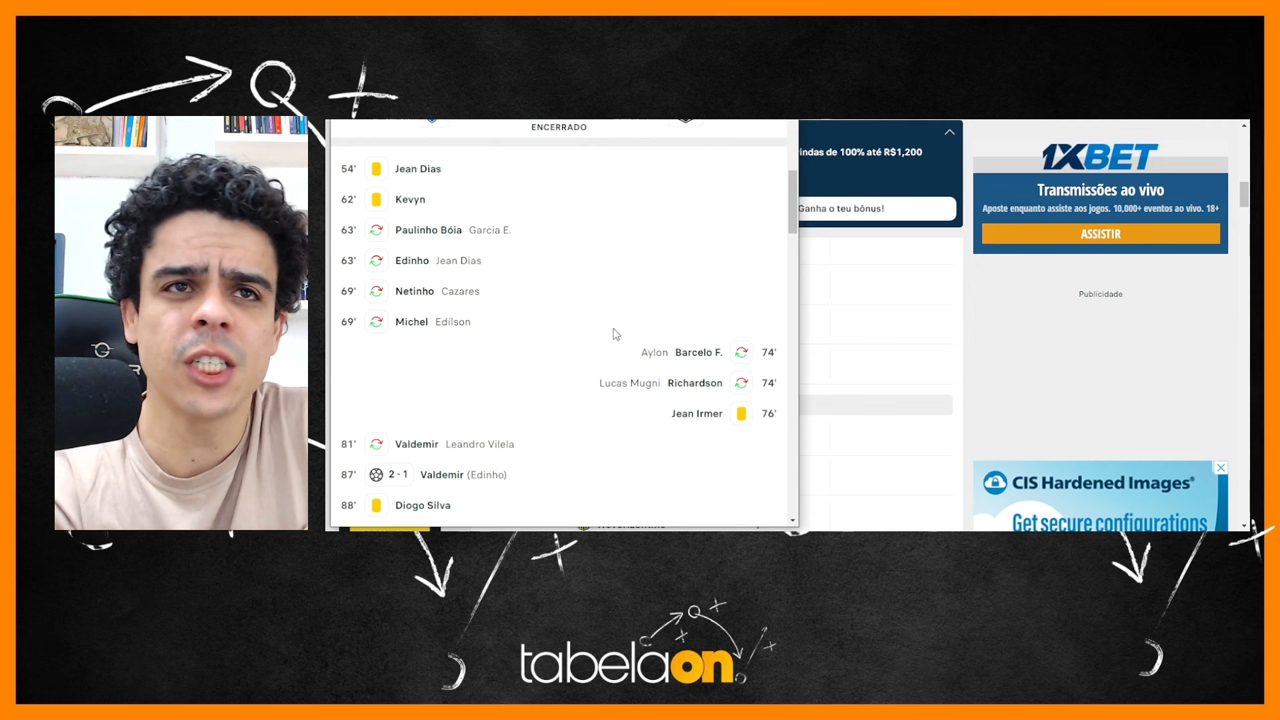 ENCERRADO
54' Jean Dias
62' Kevyn
63' Paulinho Bóia Garcia E.
63' Edinho Jean Dias
69' Netinho Cazares
69' Michel Edílson
Aylon Barcelo F. 74'
Lucas Mugni Richardson 74'
Jean Irmer 76'
81' Valdemir Leandro Vilela
87' 2 - 1 Valdemir (Edinho)
88' Diogo Silva
indas de 100% até R$1,200
Ganha o teu bônus!
1XBET
Transmissões ao vivo
Aposte enquanto assiste aos jogos. 10,000+ eventos ao vivo. 18+
ASSISTIR
Publicidade
CIS Hardened Images®
Get secure configurations
tabelaon